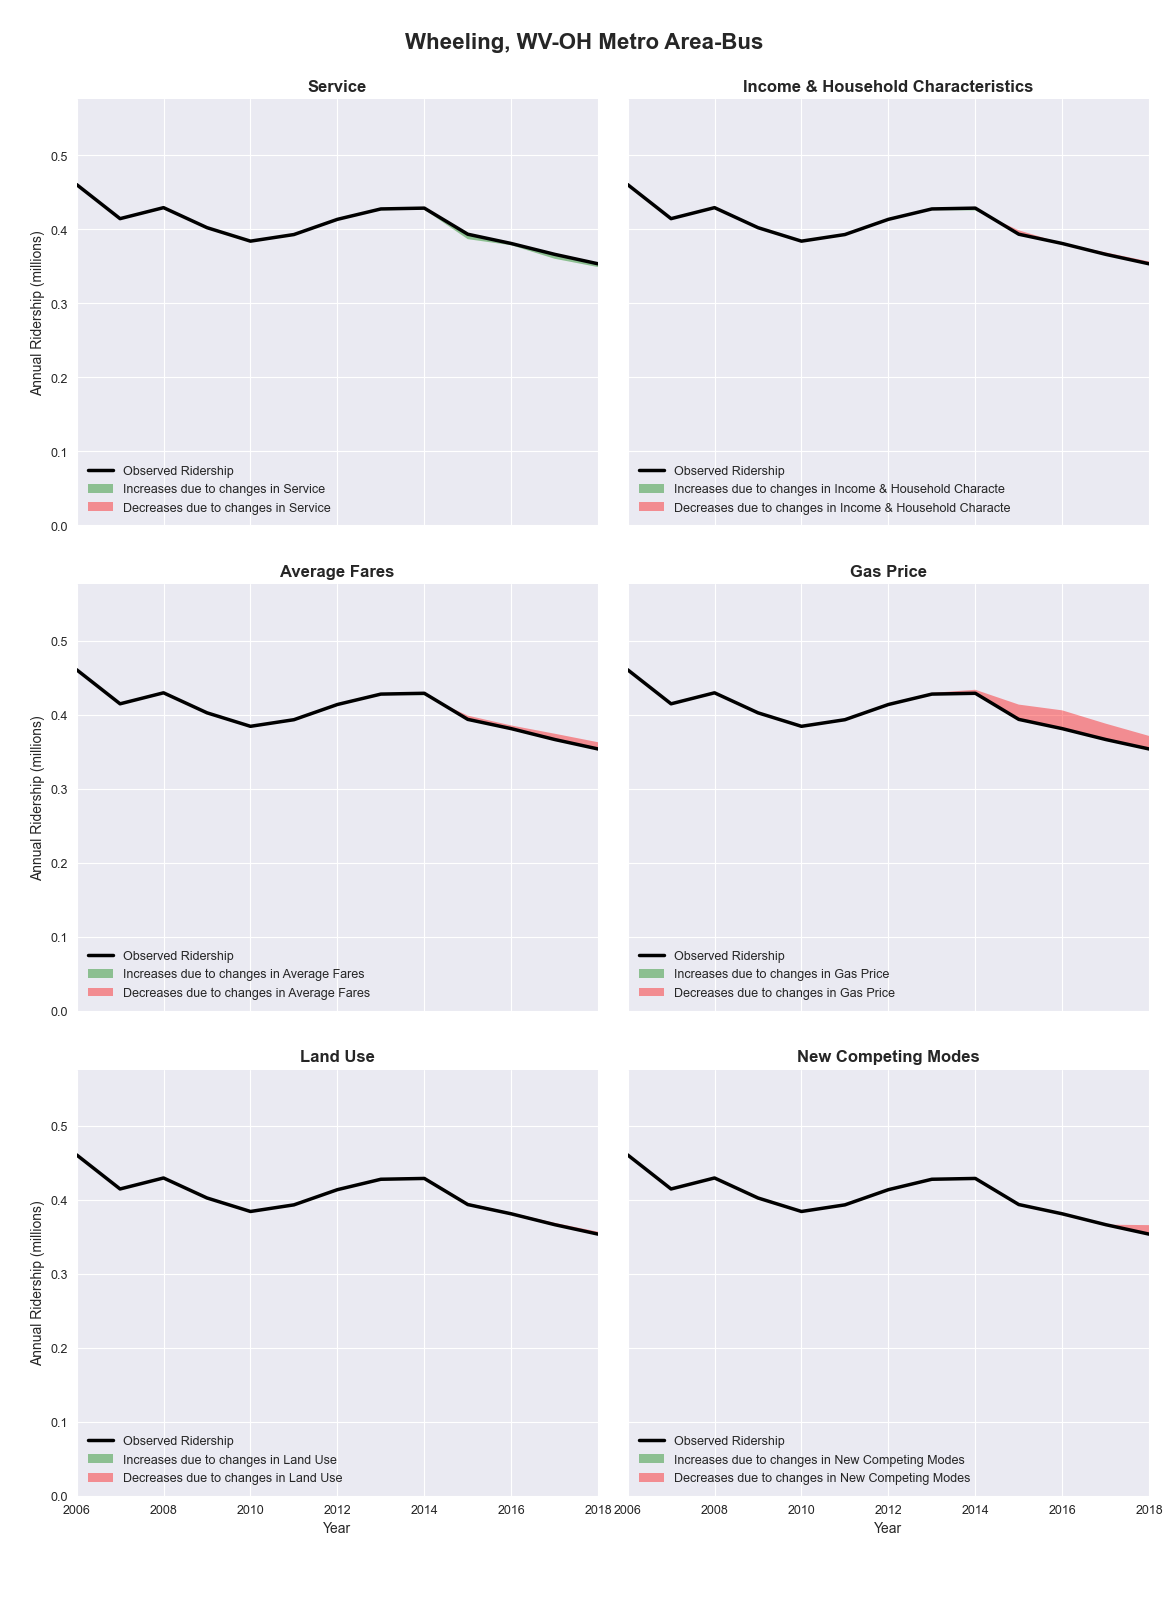 Wheeling, WV-OH Metro Area-Bus
Service
Annual Ridership (millions)
0.5
0.4
0.3
0.2
0.1
0.0
Observed Ridership
Increases due to changes in Service
Decreases due to changes in Service
Income & Household Characteristics
Observed Ridership
Increases due to changes in Income & Household Characte
Decreases due to changes in Income & Household Characte
Average Fares
Annual Ridership (millions)
0.5
0.4
0.3
0.2
0.1
0.0
Observed Ridership
Increases due to changes in Average Fares
Decreases due to changes in Average Fares
Gas Price
Observed Ridership
Increases due to changes in Gas Price
Decreases due to changes in Gas Price
Land Use
Annual Ridership (millions)
0.5
0.4
0.3
0.2
0.1
0.0
Observed Ridership
Increases due to changes in Land Use
Decreases due to changes in Land Use
2006 2008 2010 2012 2014 2016 2018
Year
New Competing Modes
Observed Ridership
Increases due to changes in New Competing Modes
Decreases due to changes in New Competing Modes
2006 2008 2010 2012 2014 2016 2018
Year